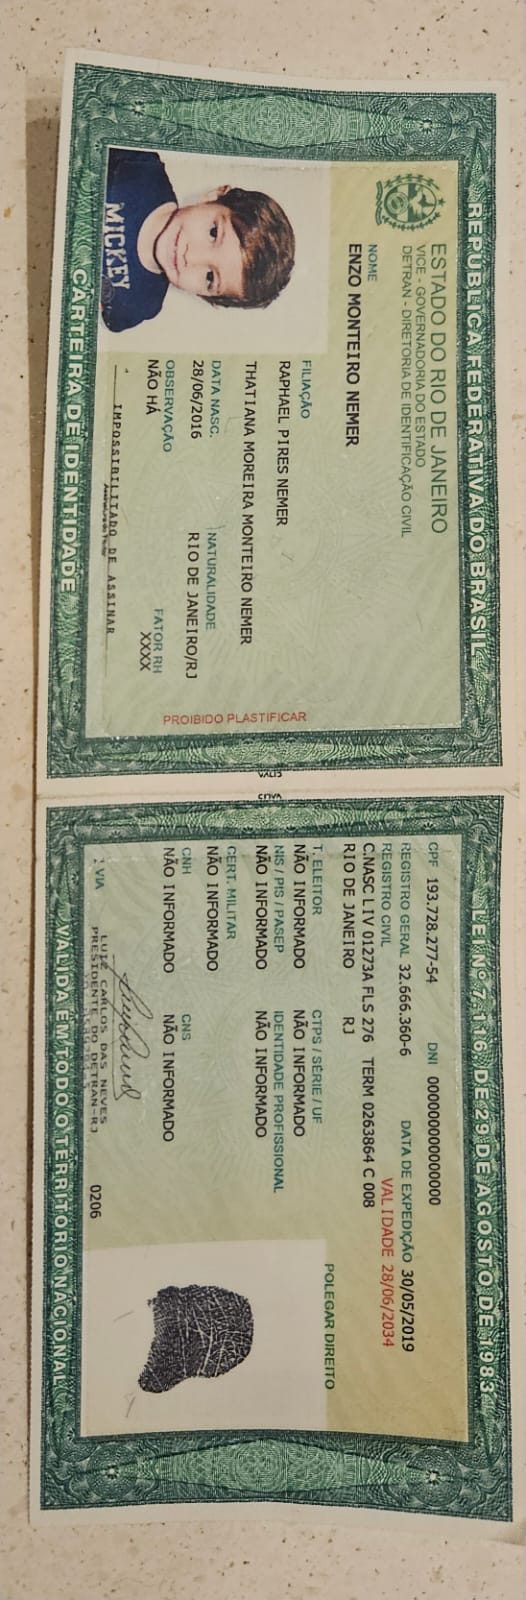 REPÚBLICA FEDERATIVA DO BRASIL
ESTADO DO RIO DE JANEIRO
VICE - GOVERNADORIA DO ESTADO
DETRAN - DIRETORIA DE IDENTIFICAÇÃO CIVIL
NOME
ENZO MONTEIRO NEMER
FILIAÇÃO
RAPHAEL PIRES NEMER
THATIANA MOREIRA MONTEIRO NEMER
DATA NASC. NATURALIDADE
28/06/2016 RIO DE JANEIRO/RJ
OBSERVAÇÃO FATOR RH
NÃO HÁ XXXX
IMPOSSIBILITADO DE ASSINAR
MICKEY
PROIBIDO PLASTIFICAR
CARTEIRA DE IDENTIDADE
LEI Nº 7.116, DE 29 DE AGOSTO DE 1983
CPF 193.728.277-54 DNI 0000000000000000
REGISTRO GERAL 32.666.360-6 DATA DE EXPEDIÇÃO 30/05/2019
REGISTRO CIVIL VALIDADE 28/06/2034
C.NASC LIV 01273A FLS 276 TERM 0263864 C 008
RIO DE JANEIRO RJ
T. ELEITOR CTPS / SÉRIE / UF
NÃO INFORMADO NÃO INFORMADO
NIS / PIS / PASEP IDENTIDADE PROFISSIONAL
NÃO INFORMADO NÃO INFORMADO
CERT. MILITAR
NÃO INFORMADO
CNH CNS
NÃO INFORMADO NÃO INFORMADO
POLEGAR DIREITO
VIA
LUIZ CARLOS DAS NEVES
PRESIDENTE DO DETRAN-RJ
0206
VÁLIDA EM TODO O TERRITÓRIO NACIONAL